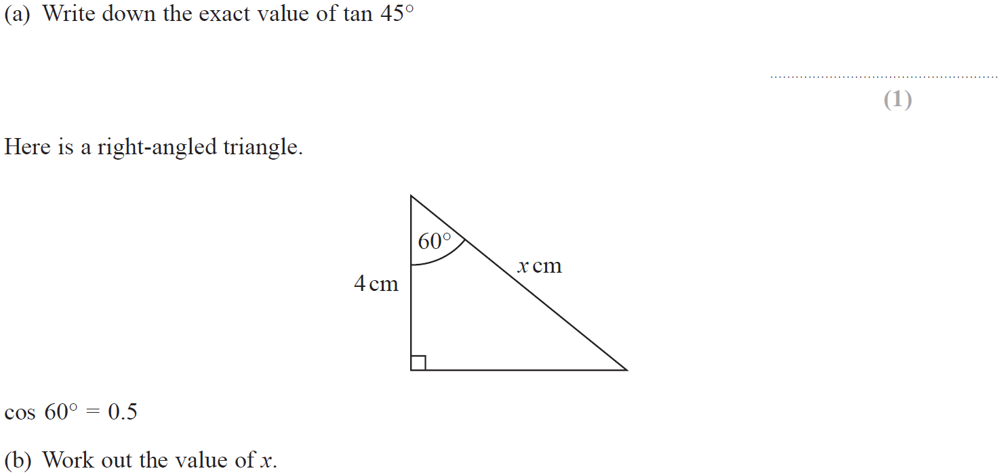 (a) Write down the exact value of tan 45°
......................................................
(1)
Here is a right-angled triangle.
60°
x cm
4 cm
cos 60° = 0.5
(b) Work out the value of x.